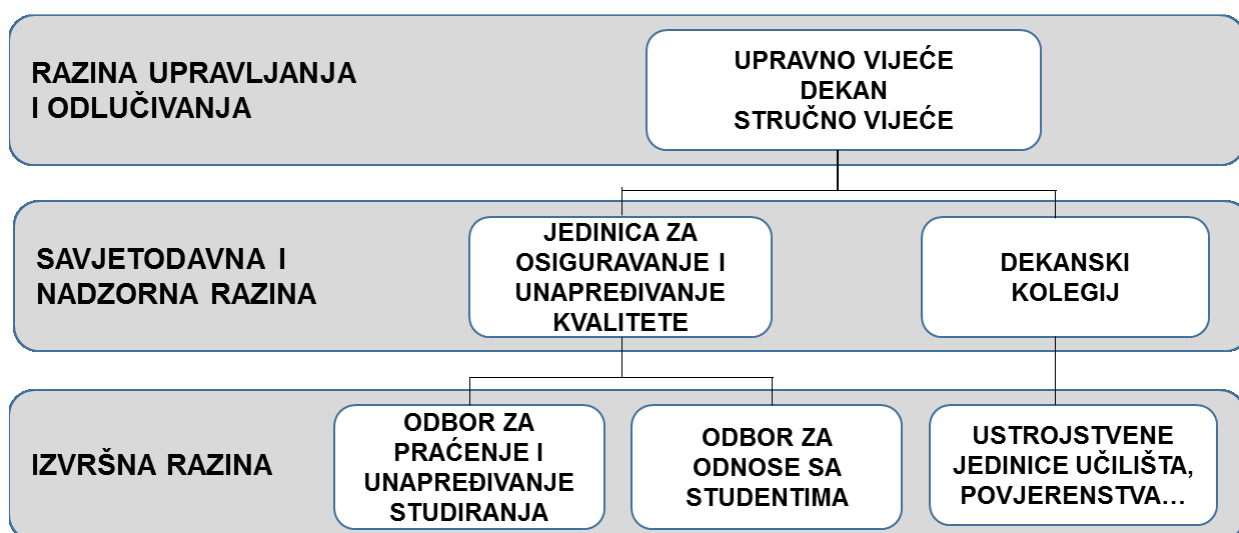 RAZINA UPRAVLJANJA
I ODLUČIVANJA
UPRAVNO VIJEĆE
DEKAN
STRUČNO VIJEĆE
SAVJETODAVNA I
NADZORNA RAZINA
JEDINICA ZA
OSIGURAVANJE I
UNAPREĐIVANJE
KVALITETE
DEKANSKI
KOLEGIJ
IZVRŠNA RAZINA
ODBOR ZA
PRAĆENJE I
UNAPREĐIVANJE
STUDIRANJA
ODBOR ZA
ODNOSE SA
STUDENTIMA
USTROJSTVENE
JEDINICE UČILIŠTA,
POVJERENSTVA…